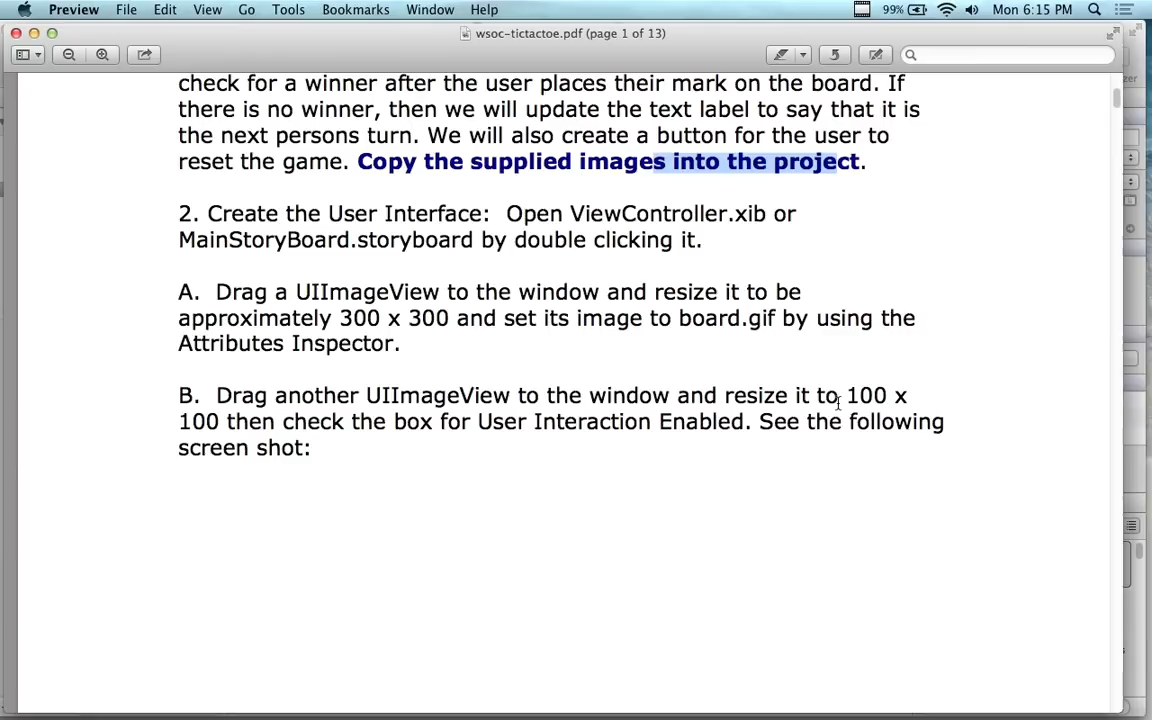 Preview File Edit View Go Tools Bookmarks Window Help 99% Mon 6:15 PM
wsoc-tictactoe.pdf (page 1 of 13)
check for a winner after the user places their mark on the board. If
there is no winner, then we will update the text label to say that it is
the next persons turn. We will also create a button for the user to
reset the game. Copy the supplied images into the project.
2. Create the User Interface: Open ViewController.xib or
MainStoryBoard.storyboard by double clicking it.
A. Drag a UIImageView to the window and resize it to be
approximately 300 x 300 and set its image to board.gif by using the
Attributes Inspector.
B. Drag another UIImageView to the window and resize it to 100 x
100 then check the box for User Interaction Enabled. See the following
screen shot: